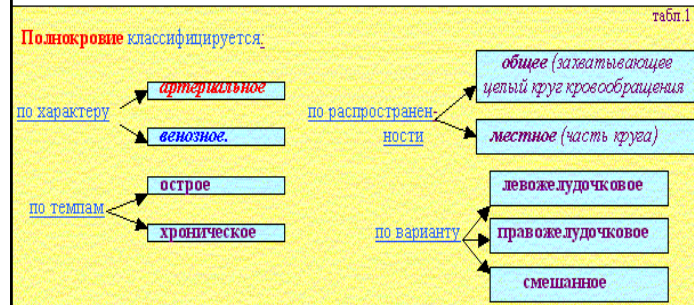 табл.1
Полнокровие классифицируется:
по характеру
артериальное
венозное.
по распространен-
ности
общее (захватывающее
целый круг кровообращения
местное (часть круга)
по темпам
острое
хроническое
по варианту
левожелудочковое
правожелудочковое
смешанное